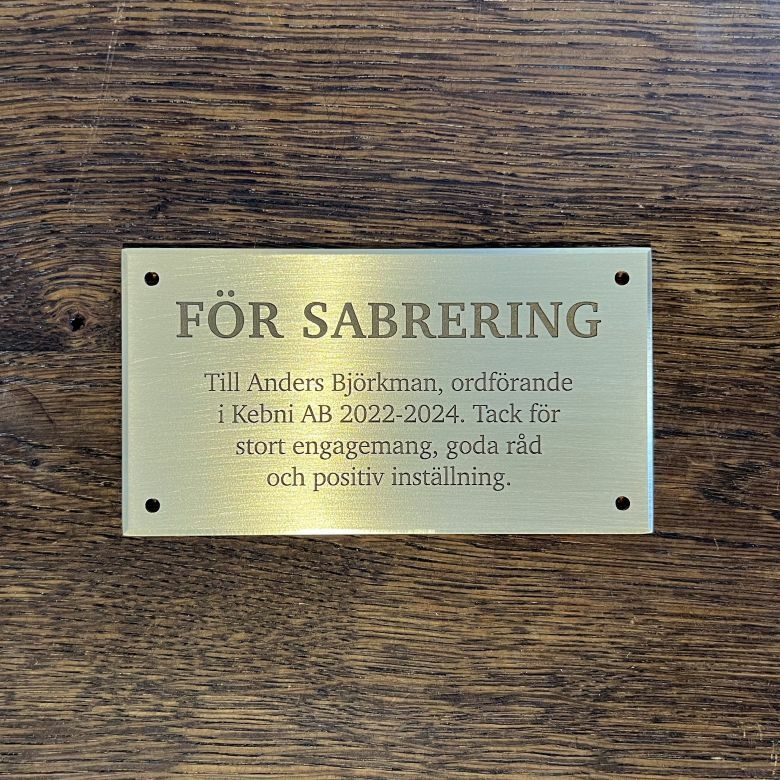 FÖR SABRERING
Till Anders Björkman, ordförande
i Kebni AB 2022-2024. Tack för
stort engagemang, goda råd
och positiv inställning.